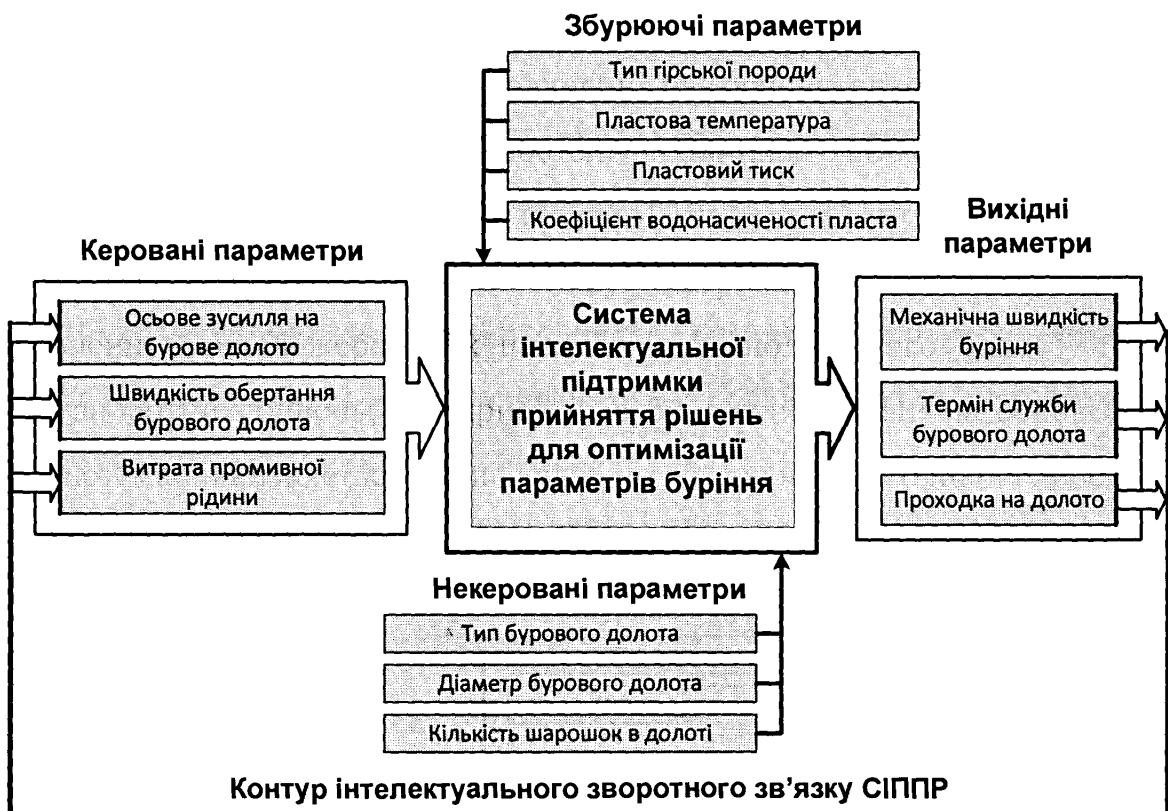 Збурюючі параметри
Тип гірської породи
Пластова температура
Пластовий тиск
Коефіцієнт водонасиченості пласта
Керовані параметри
Осьове зусилля на
бурове долото
Швидкість обертання
бурового долота
Витрата промивної
рідини
Система
інтелектуальної
підтримки
прийняття рішень
для оптимізації
параметрів буріння
Вихідні
параметри
Механічна швидкість
буріння
Термін служби
бурового долота
Проходка на долото
Некеровані параметри
Тип бурового долота
Діаметр бурового долота
Кількість шарошок в долоті
Контур інтелектуального зворотного зв’язку СІППР